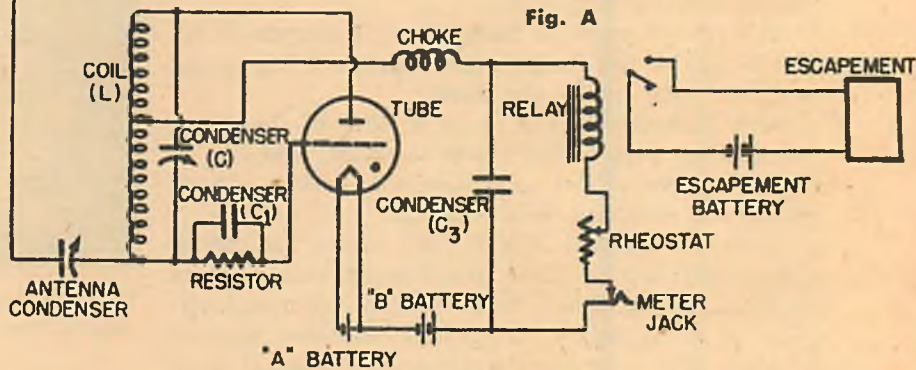 Fig. A
CHOKE
COIL
(L)
TUBE
RELAY
ESCAPEMENT
CONDENSER
(C)
CONDENSER
(C1)
CONDENSER
(C3)
ESCAPEMENT
BATTERY
RHEOSTAT
RESISTOR
ANTENNA
CONDENSER
"B" BATTERY
METER
JACK
"A" BATTERY